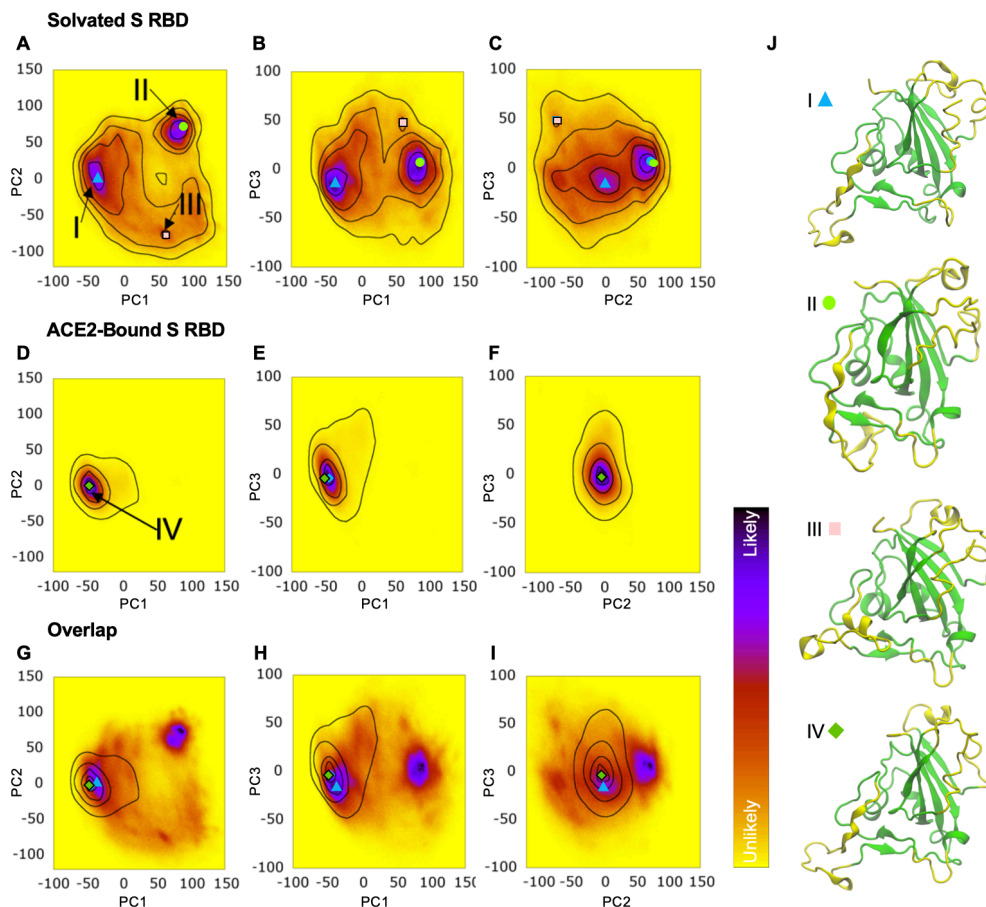 Solvated S RBD
A
B
C
J
150
100
50
0
-50
-100
PC2
II
I
III
-100 -50 0 50 100 150
PC1
100
50
0
-50
-100
PC3
-100 -50 0 50 100 150
PC1
100
50
0
-50
-100
PC3
-100 -50 0 50 100 150
PC2
I
II
III
IV
ACE2-Bound S RBD
D
E
F
150
100
50
0
-50
-100
PC2
IV
-100 -50 0 50 100 150
PC1
100
50
0
-50
-100
PC3
-100 -50 0 50 100 150
PC1
100
50
0
-50
-100
PC3
-100 -50 0 50 100 150
PC2
Likely
Unlikely
Overlap
G
H
I
150
100
50
0
-50
-100
PC2
-100 -50 0 50 100 150
PC1
100
50
0
-50
-100
PC3
-100 -50 0 50 100 150
PC1
100
50
0
-50
-100
PC3
-100 -50 0 50 100 150
PC2